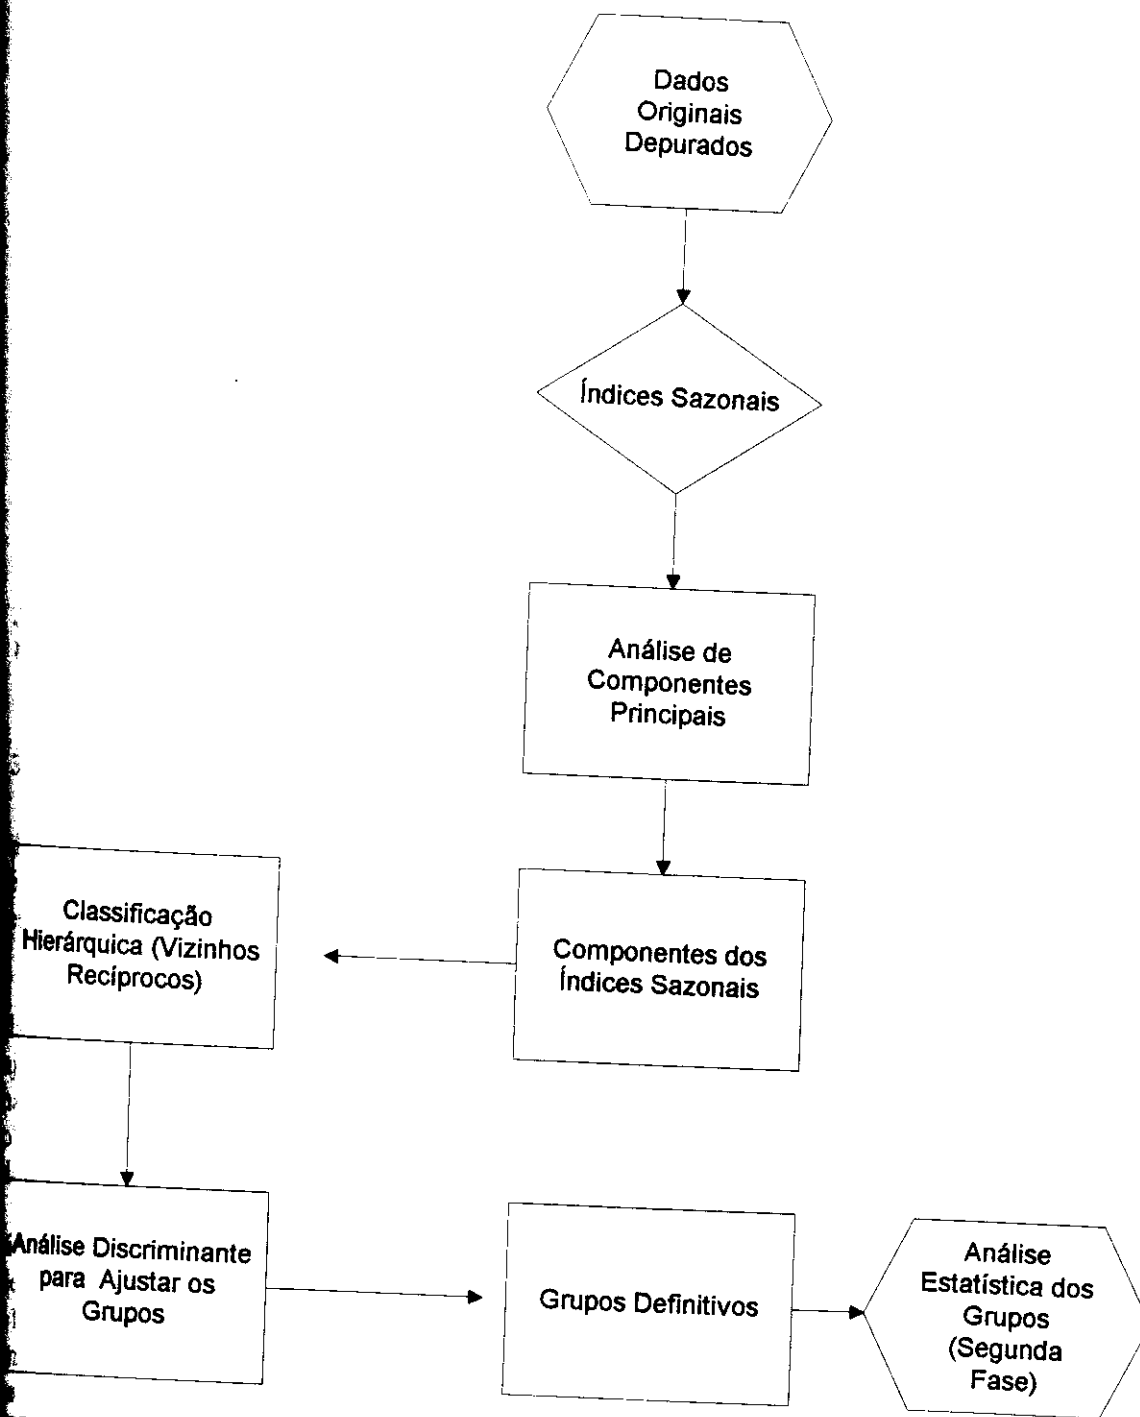 Dados
Originais
Depurados
Índices Sazonais
Análise de
Componentes
Principais
Componentes dos
Índices Sazonais
Classificação
Hierárquica (Vizinhos
Recíprocos)
Análise Discriminante
para Ajustar os
Grupos
Grupos Definitivos
Análise
Estatística dos
Grupos
(Segunda
Fase)